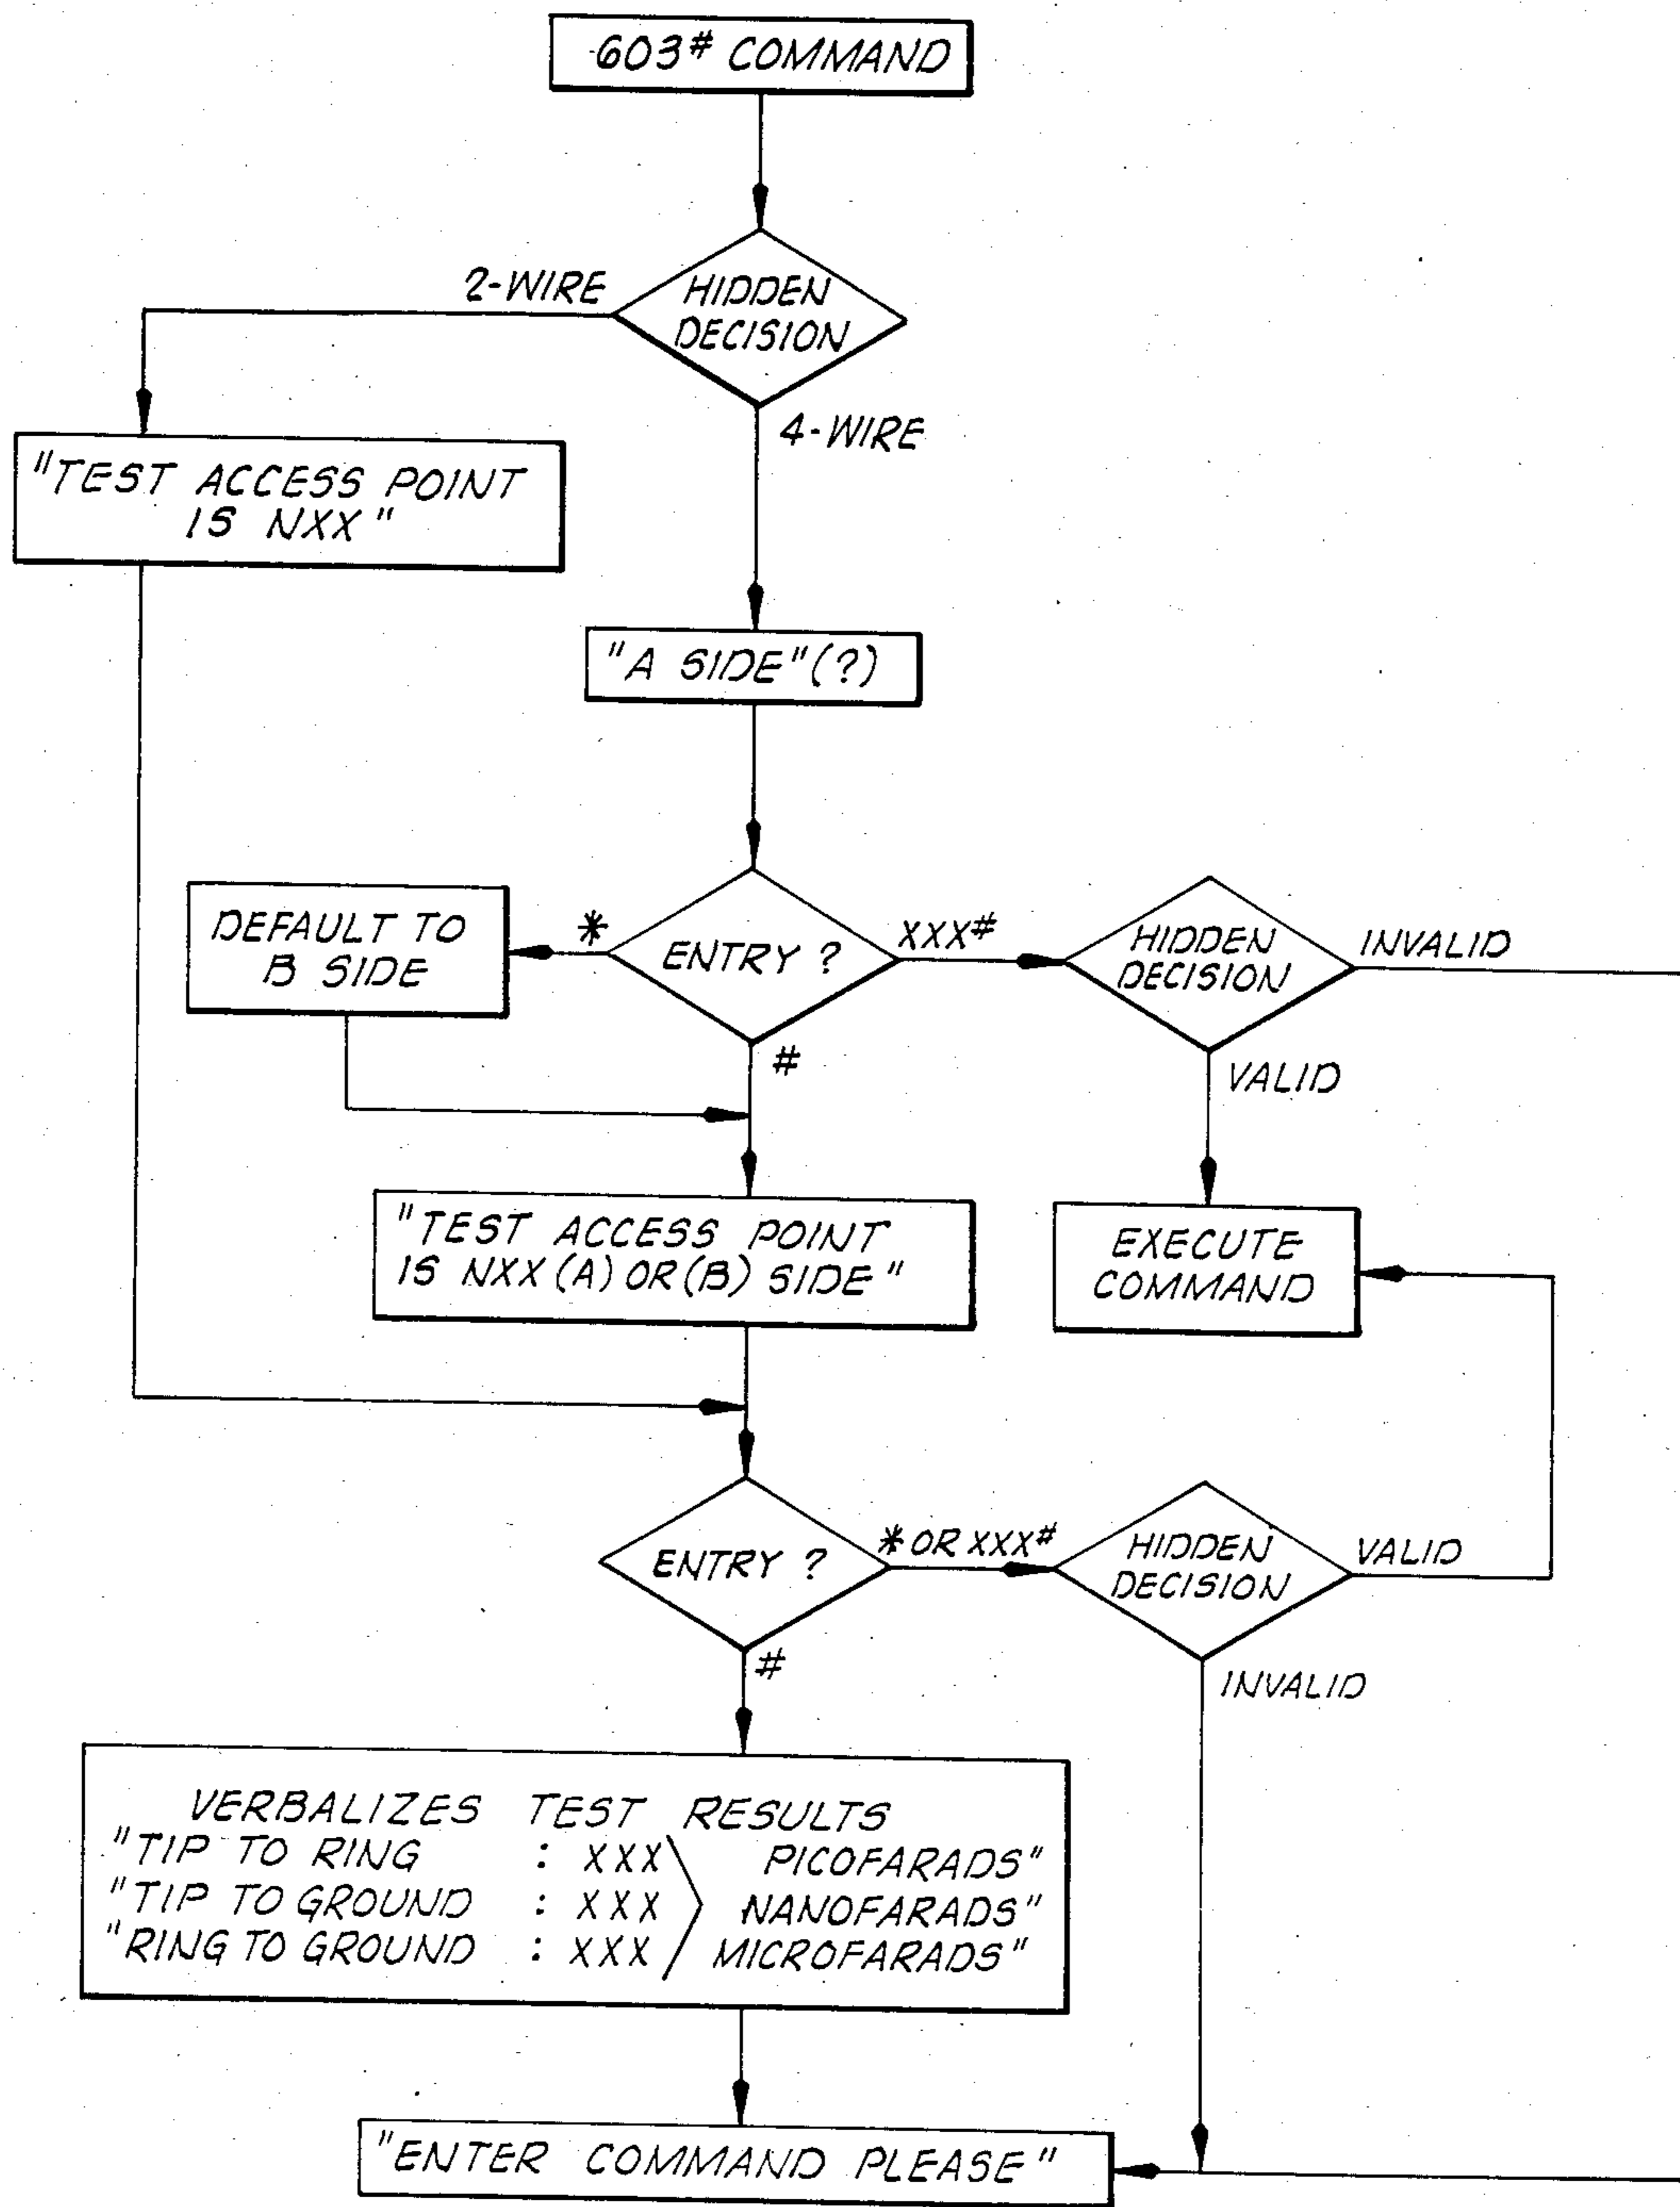 603# COMMAND
2-WIRE
HIDDEN
DECISION
4-WIRE
"TEST ACCESS POINT
IS NXX"
"A SIDE"(?)
DEFAULT TO
B SIDE
*
ENTRY ?
XXX#
HIDDEN
DECISION
INVALID
#
VALID
"TEST ACCESS POINT
IS NXX (A) OR (B) SIDE"
EXECUTE
COMMAND
ENTRY ?
* OR XXX#
HIDDEN
DECISION
VALID
#
INVALID
VERBALIZES TEST RESULTS
"TIP TO RING : XXX PICOFARADS"
"TIP TO GROUND : XXX NANOFARADS"
"RING TO GROUND : XXX MICROFARADS"
"ENTER COMMAND PLEASE"